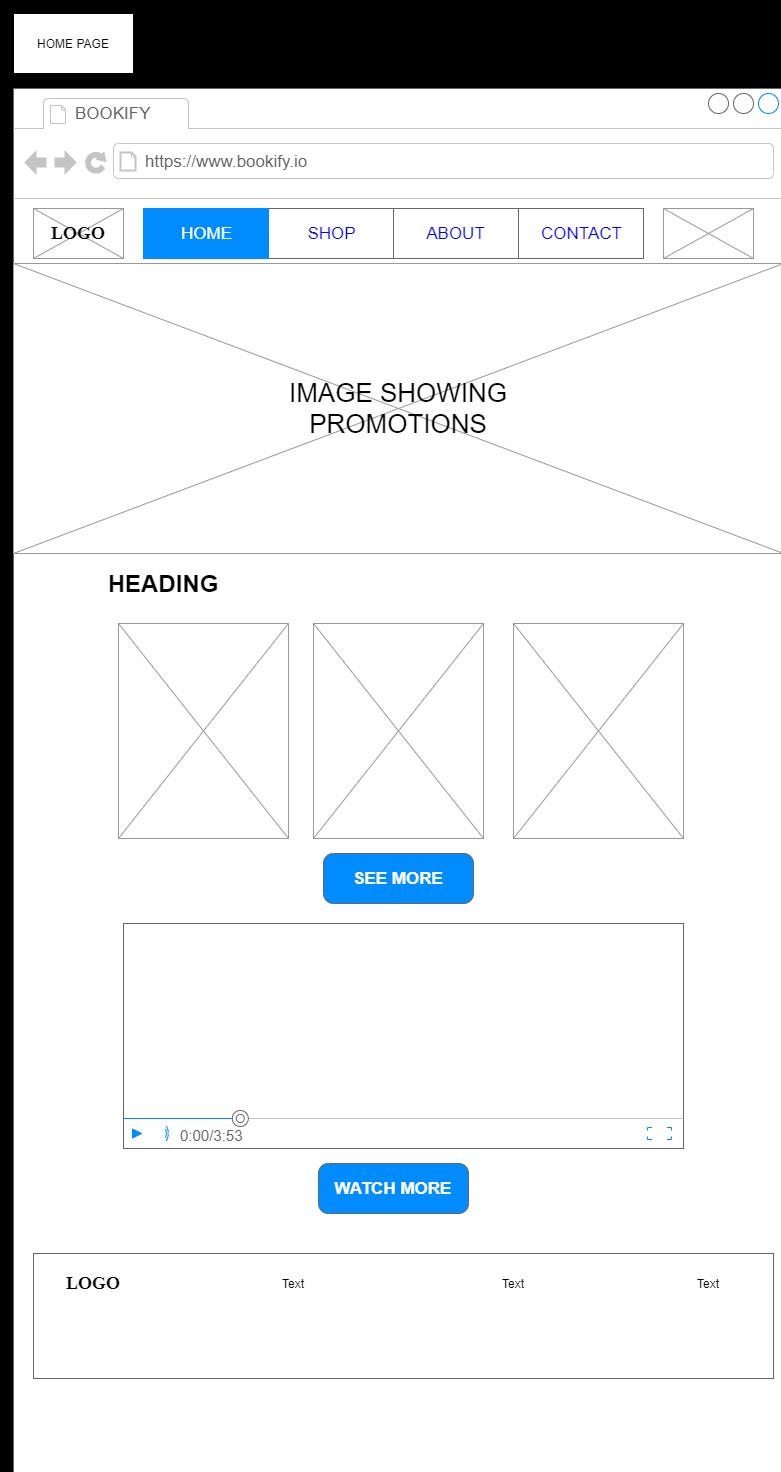 HOME PAGE
BOOKIFY
https://www.bookify.io
LOGO
HOME
SHOP
ABOUT
CONTACT
IMAGE SHOWING
PROMOTIONS
HEADING
SEE MORE
0:00/3:53
WATCH MORE
LOGO
Text
Text
Text